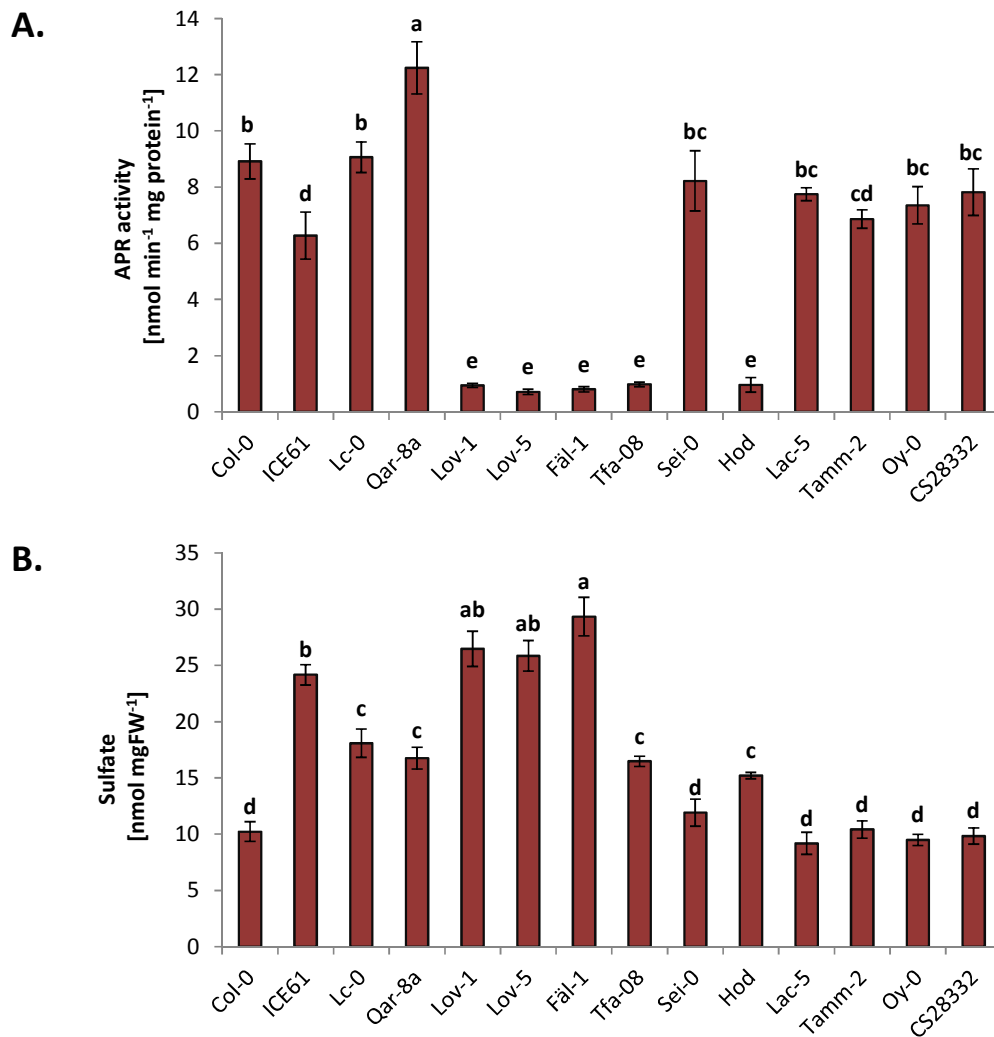 A.
APR activity
[nmol min⁻¹ mg protein⁻¹]
14
12
10
8
6
4
2
0
b
d
b
a
e
e
e
e
bc
e
bc
cd
bc
bc
Col-0
ICE61
Lc-0
Qar-8a
Lov-1
Lov-5
Fäl-1
Tfa-08
Sei-0
Hod
Lac-5
Tamm-2
Oy-0
CS28332
B.
Sulfate
[nmol mgFW⁻¹]
35
30
25
20
15
10
5
0
d
b
c
c
ab
ab
a
c
d
c
d
d
d
d
Col-0
ICE61
Lc-0
Qar-8a
Lov-1
Lov-5
Fäl-1
Tfa-08
Sei-0
Hod
Lac-5
Tamm-2
Oy-0
CS28332